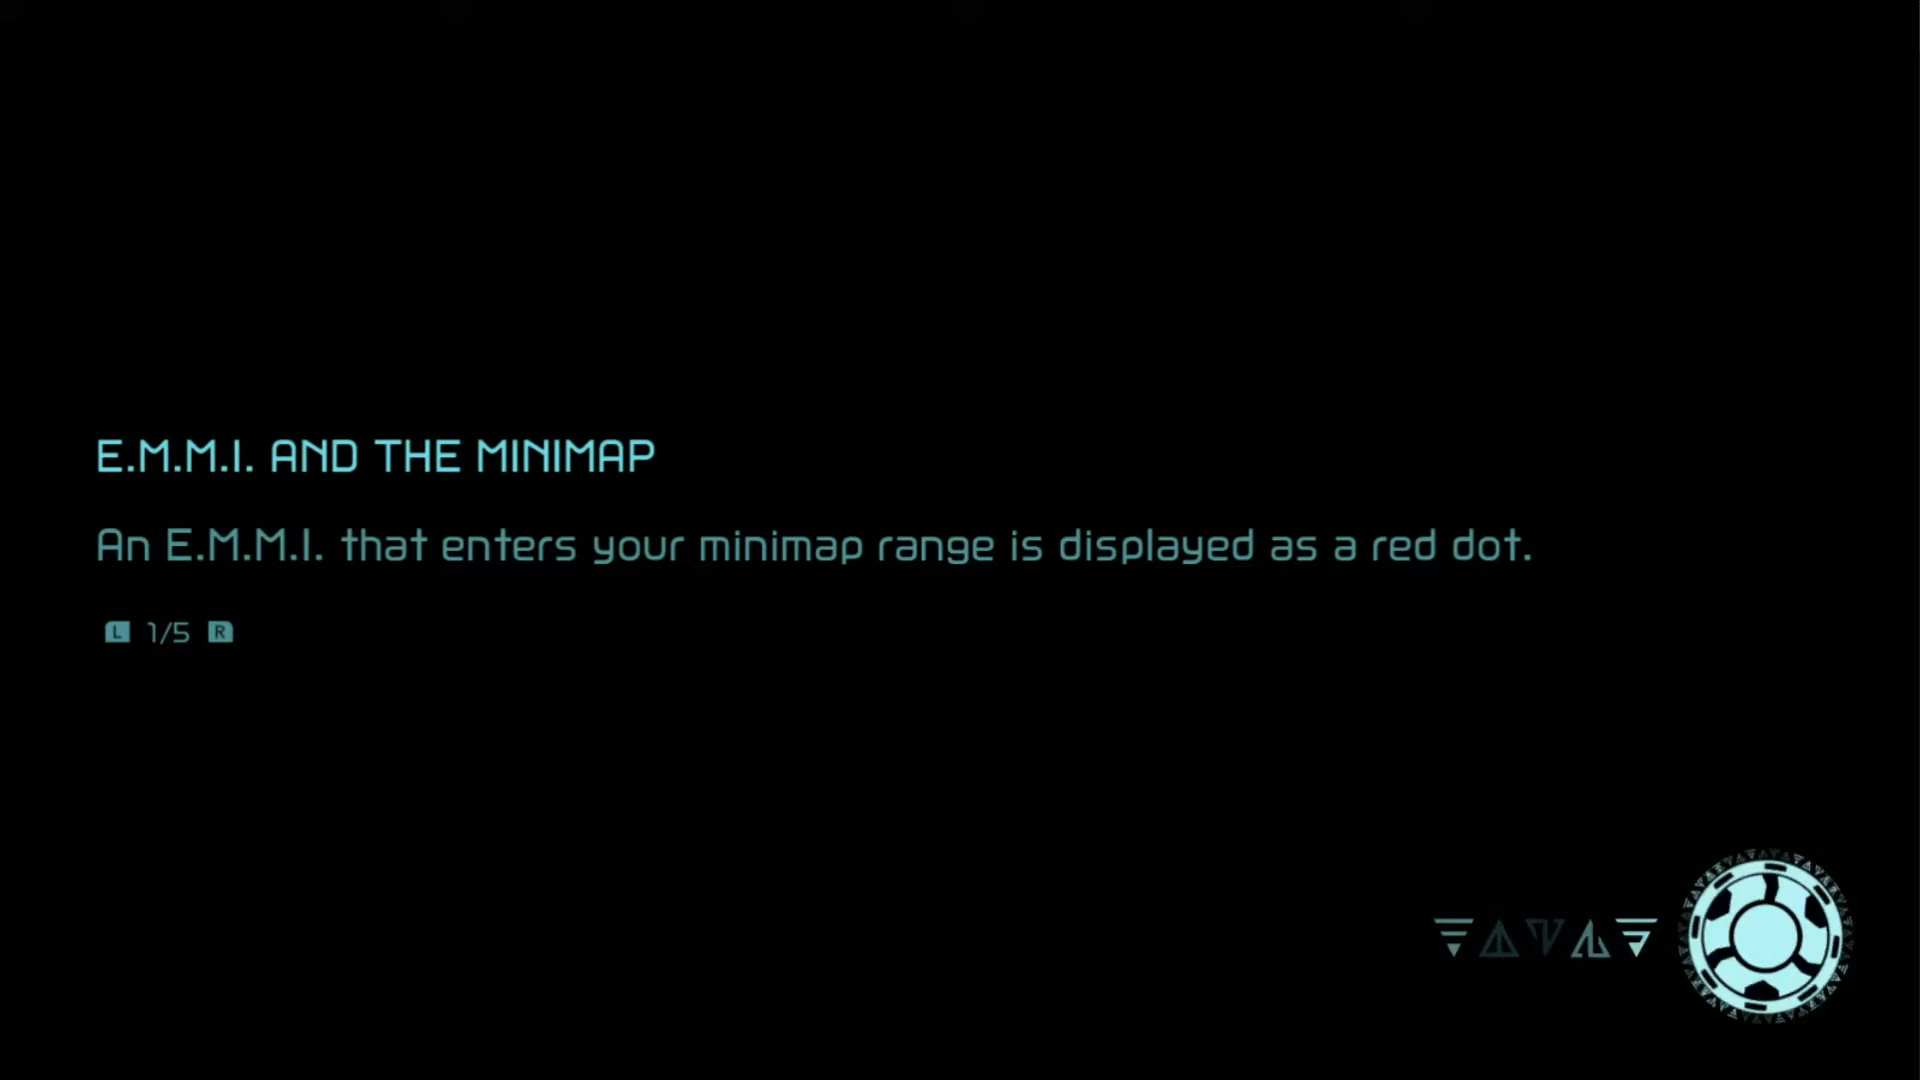 E.M.M.I. AND THE MINIMAP
An E.M.M.I. that enters your minimap range is displayed as a red dot.
L 1/5 R